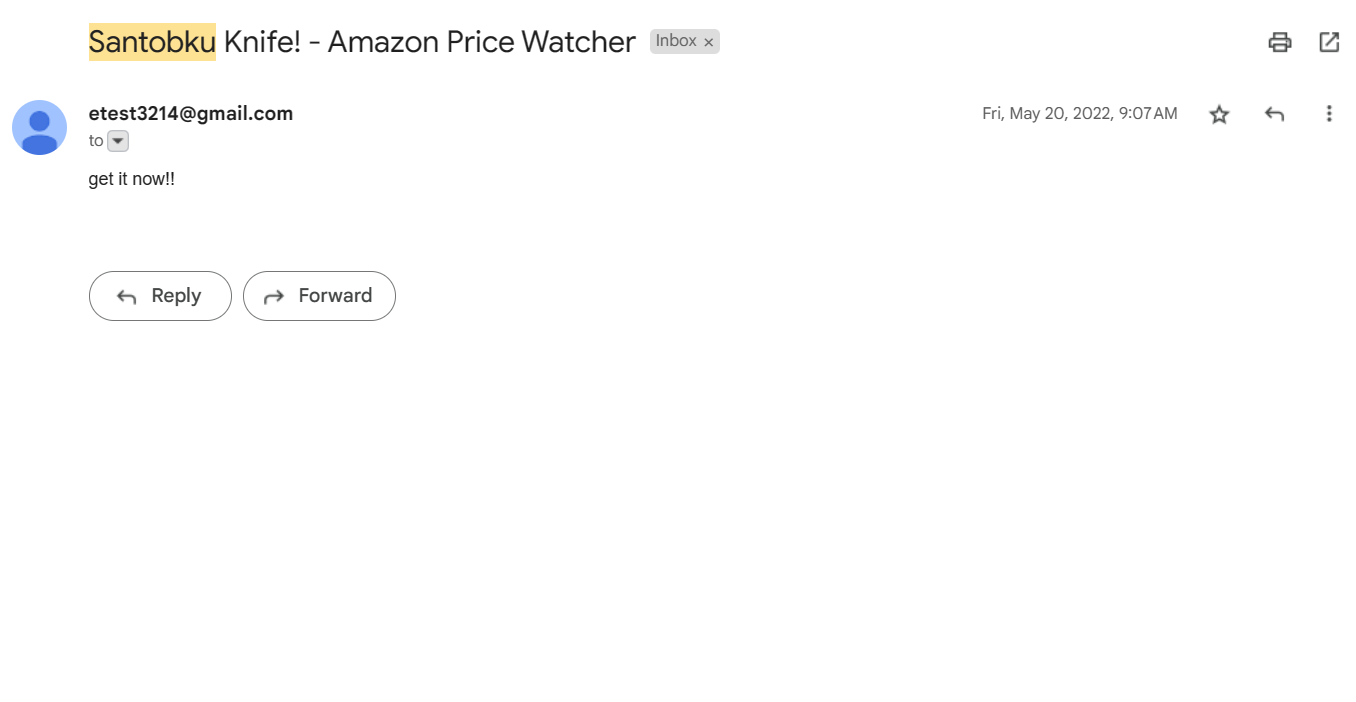 Santobku Knife! - Amazon Price Watcher Inbox ×
etest3214@gmail.com Fri, May 20, 2022, 9:07 AM
to
get it now!!
Reply Forward